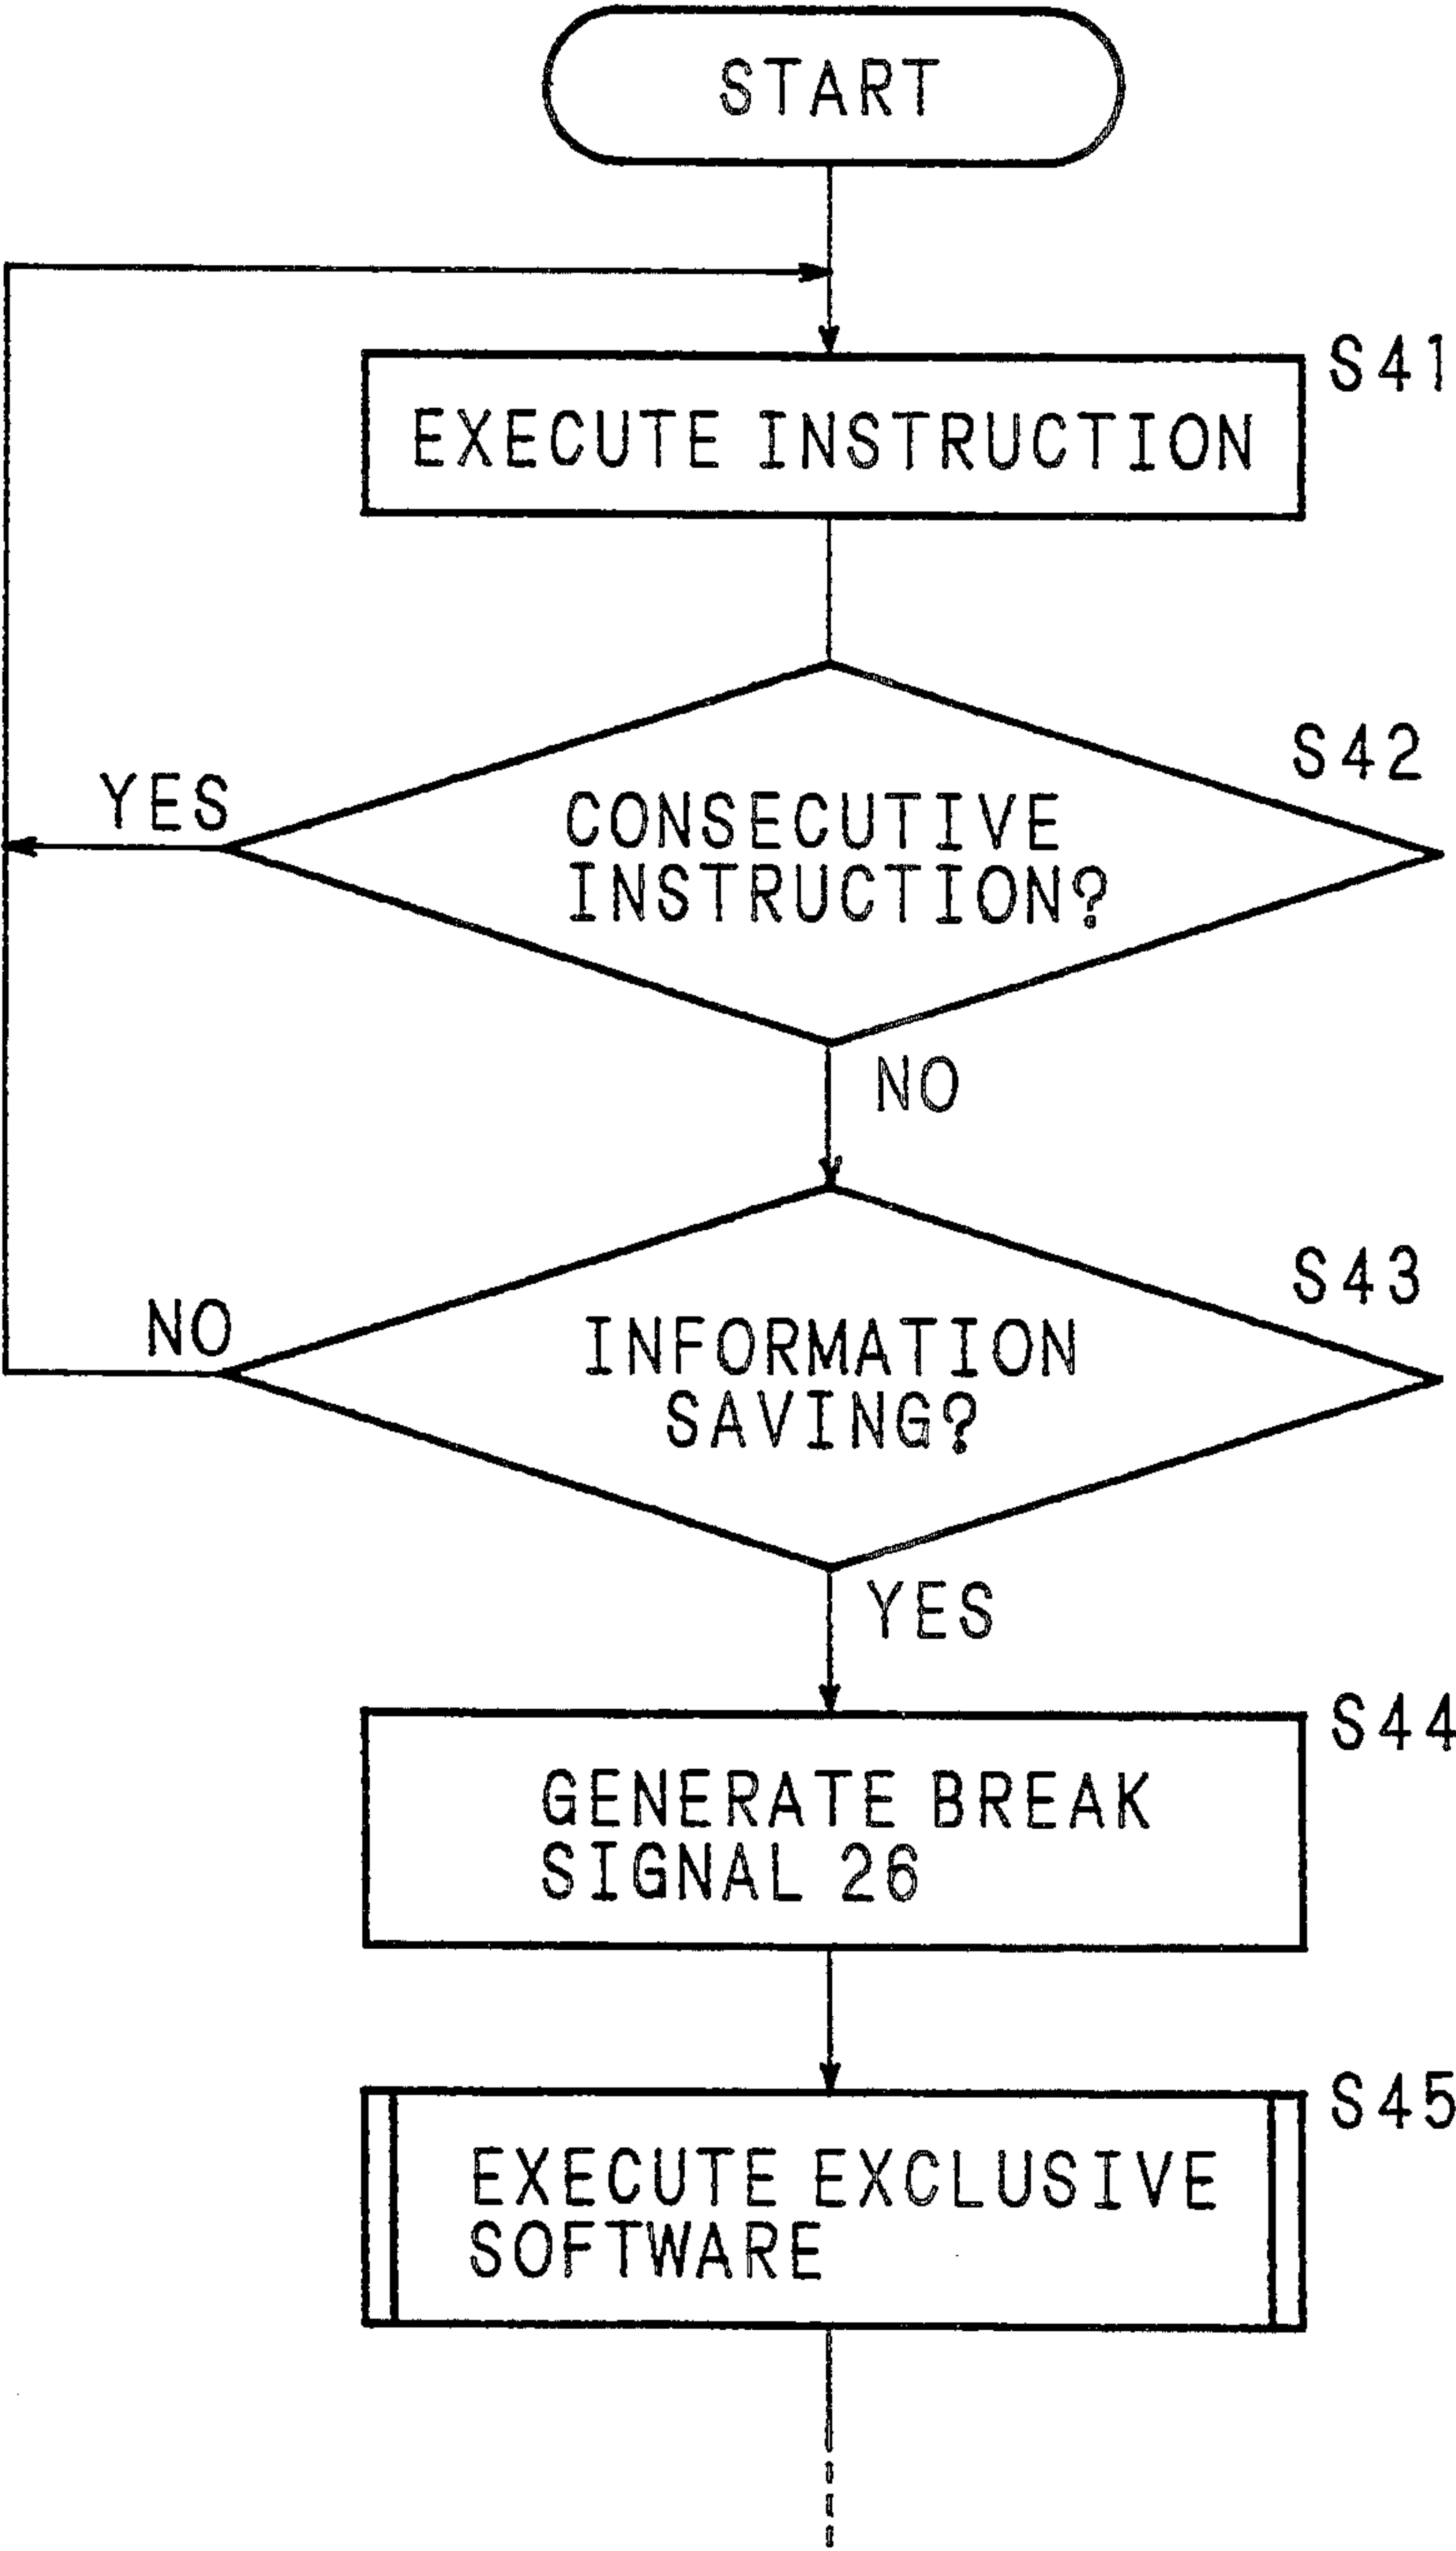 START
S41
EXECUTE INSTRUCTION
S42
YES
CONSECUTIVE
INSTRUCTION?
NO
S43
NO
INFORMATION
SAVING?
YES
S44
GENERATE BREAK
SIGNAL 26
S45
EXECUTE EXCLUSIVE
SOFTWARE